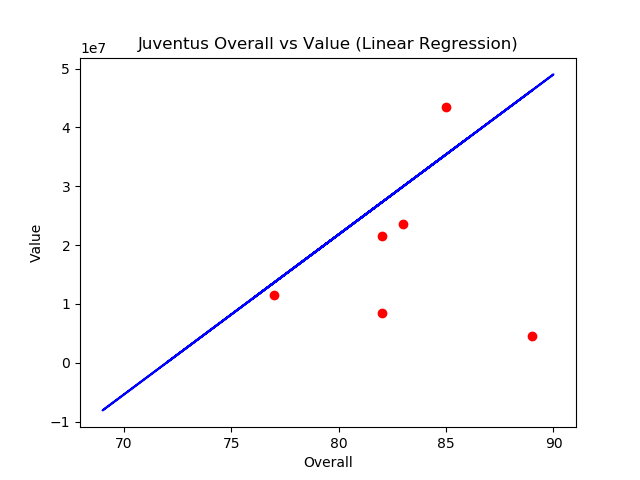 Juventus Overall vs Value (Linear Regression)
1e7
5
4
3
2
1
0
−1
Value
70 75 80 85 90
Overall